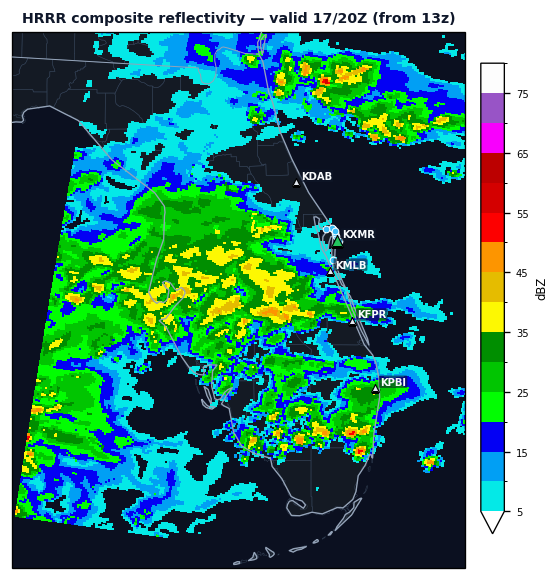 HRRR composite reflectivity — valid 17/20Z (from 13z)
KDAB
KXMR
KMLB
KFPR
KPBI
75
65
55
45
35
25
15
5
dBZ